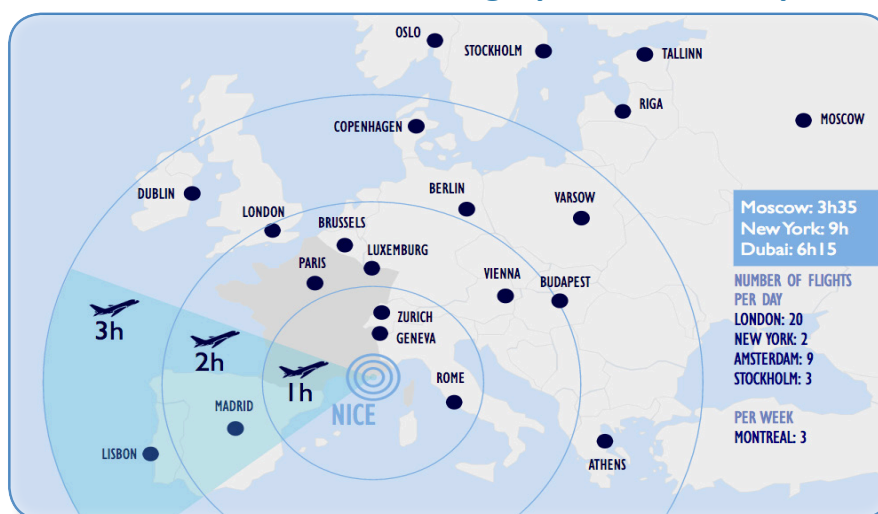 OSLO
STOCKHOLM
TALLINN
RIGA
MOSCOW
COPENHAGEN
DUBLIN
BERLIN
VARSOW
LONDON
BRUSSELS
LUXEMBURG
PARIS
VIENNA
BUDAPEST
ZURICH
GENEVA
3h
2h
1h
ROME
NICE
MADRID
LISBON
ATHENS
Moscow: 3h35
New York: 9h
Dubai: 6h15
NUMBER OF FLIGHTS
PER DAY
LONDON: 20
NEW YORK: 2
AMSTERDAM: 9
STOCKHOLM: 3
PER WEEK
MONTREAL: 3